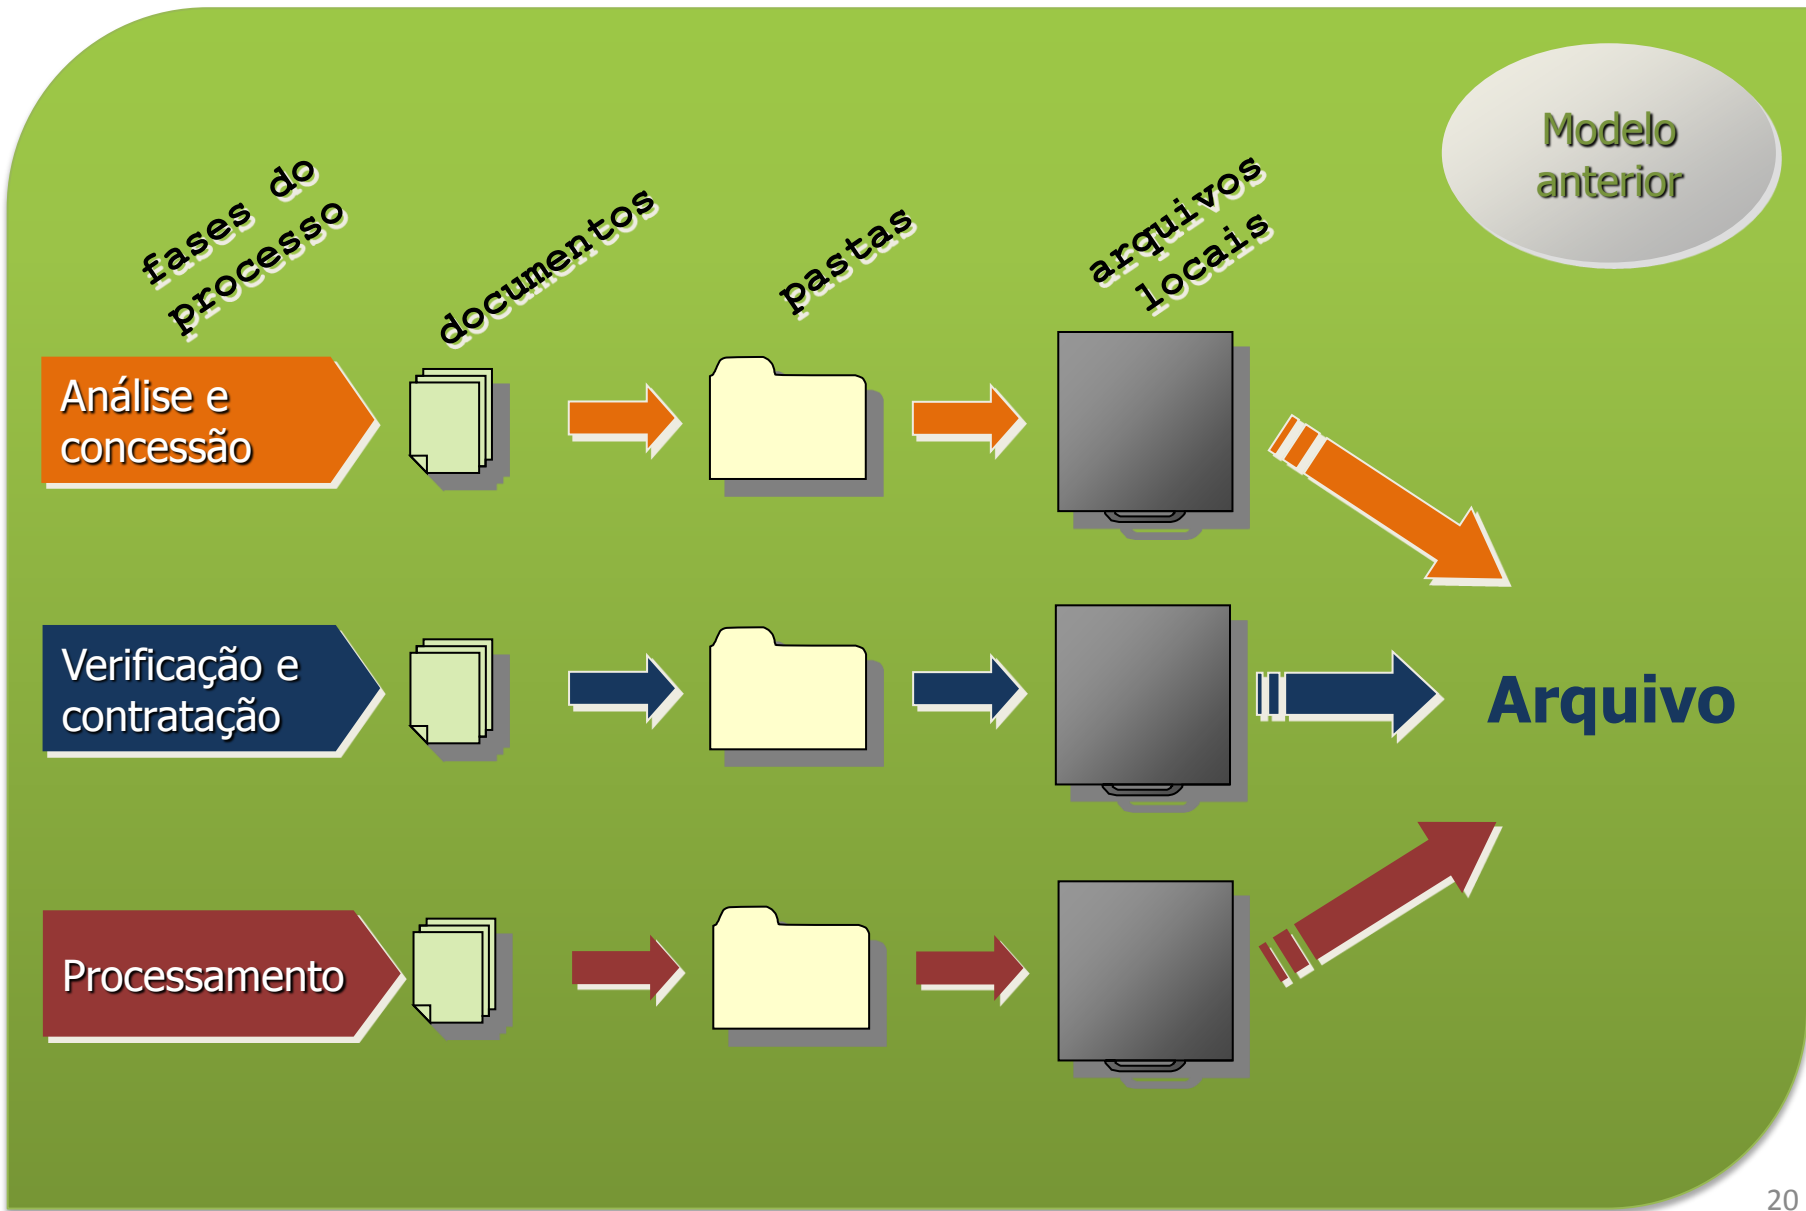 Modelo
anterior
fases do
processo
documentos
pastas
arquivos
locais
Análise e
concessão
Verificação e
contratação
Arquivo
Processamento
20